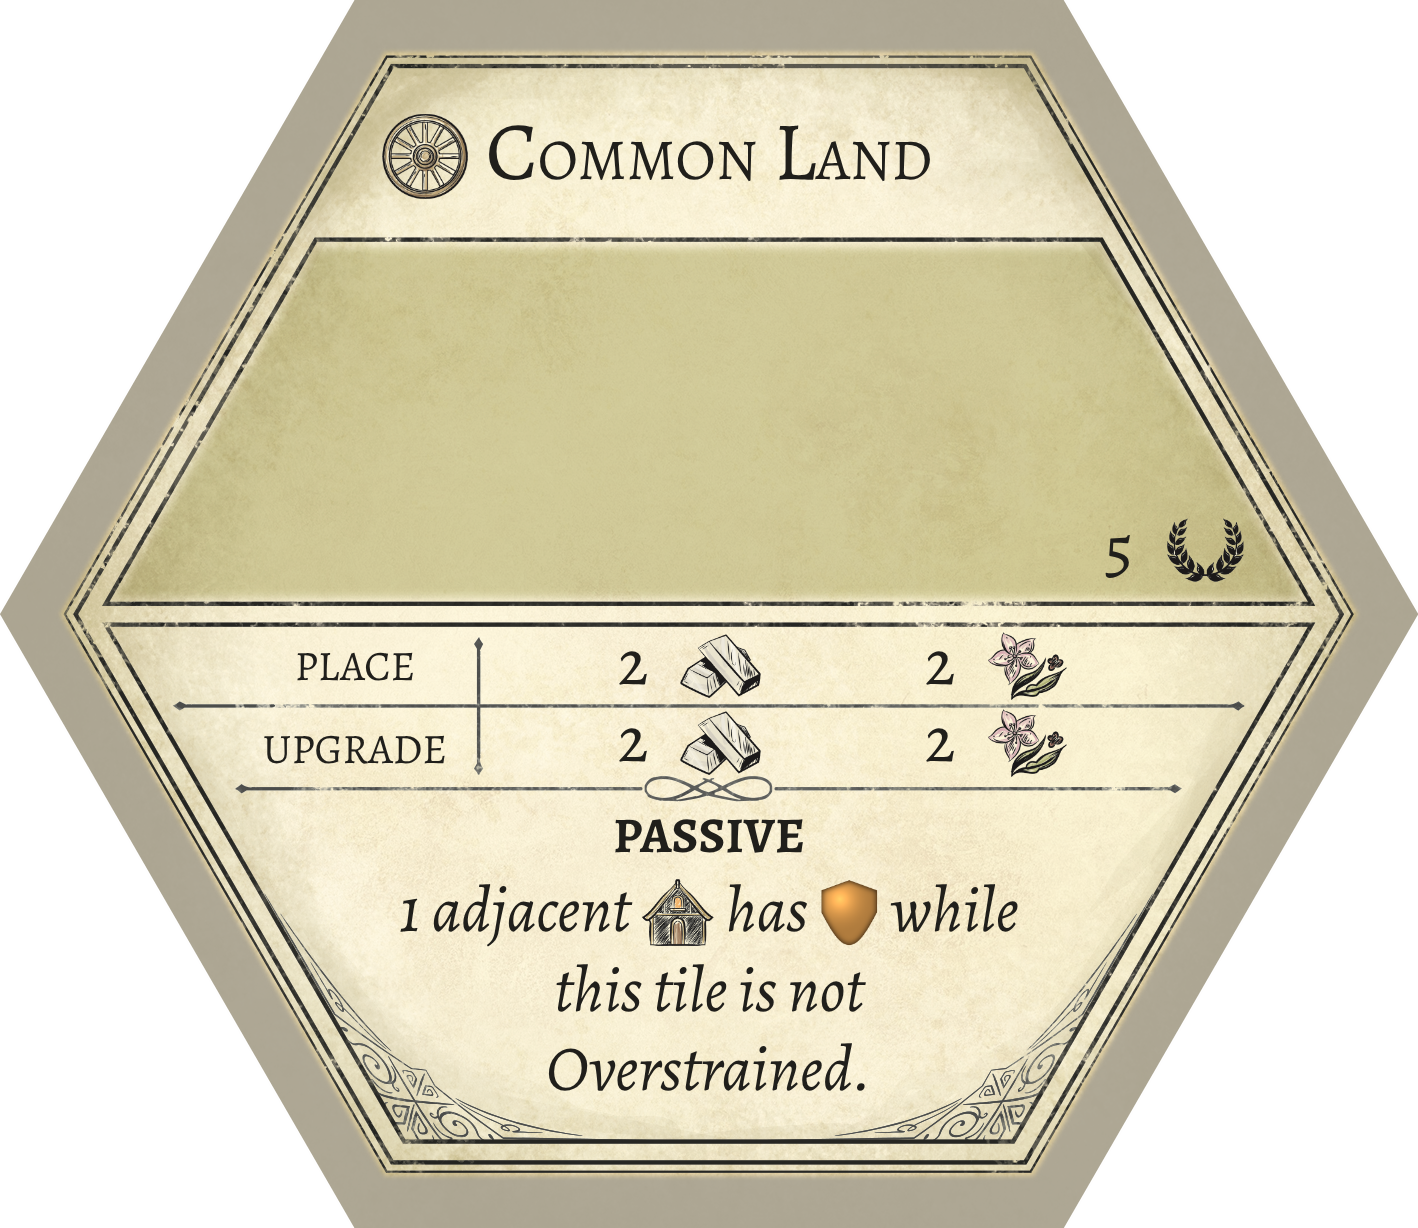 Common Land
5
PLACE 2 2
UPGRADE 2 2
PASSIVE
1 adjacent has while
this tile is not
Overstrained.